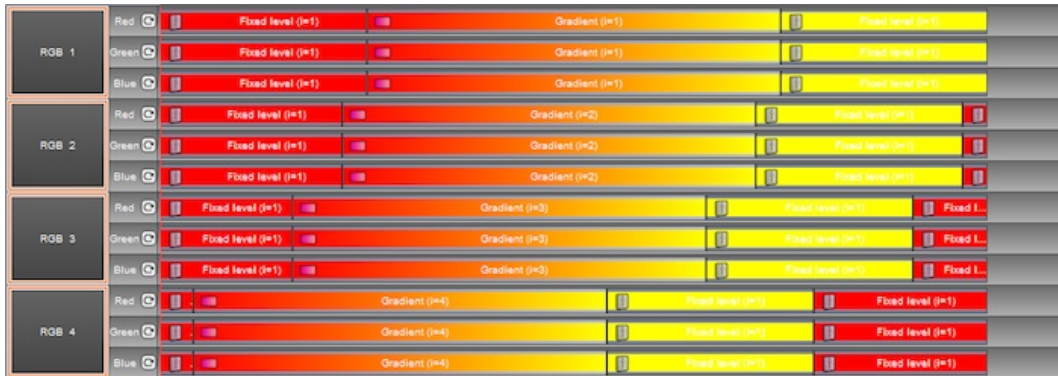 Red Fixed level (i=1) Gradient (i=1) Fixed level (i=1)
RGB 1 Green Fixed level (i=1) Gradient (i=1) Fixed level (i=1)
Blue Fixed level (i=1) Gradient (i=1) Fixed level (i=1)
Red Fixed level (i=1) Gradient (i=2) Fixed level (i=1)
RGB 2 Green Fixed level (i=1) Gradient (i=2) Fixed level (i=1)
Blue Fixed level (i=1) Gradient (i=2) Fixed level (i=1)
Red Fixed level (i=1) Gradient (i=3) Fixed level (i=1) Fixed l...
RGB 3 Green Fixed level (i=1) Gradient (i=3) Fixed level (i=1) Fixed l...
Blue Fixed level (i=1) Gradient (i=3) Fixed level (i=1) Fixed l...
Red Gradient (i=4) Fixed level (i=1) Fixed level (i=1)
RGB 4 Green Gradient (i=4) Fixed level (i=1) Fixed level (i=1)
Blue Gradient (i=4) Fixed level (i=1) Fixed level (i=1)